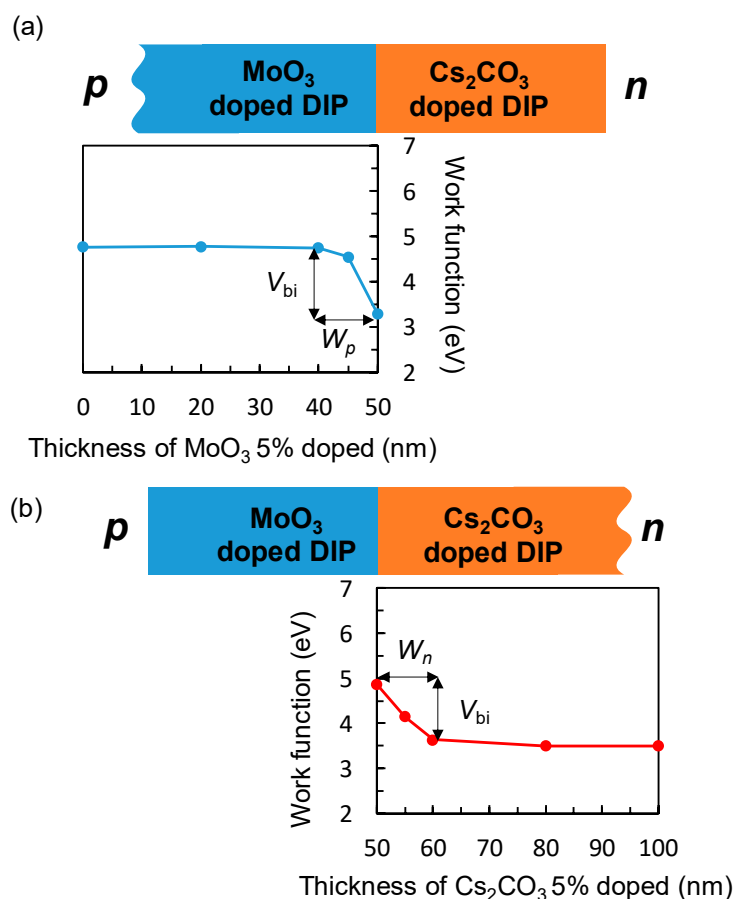 (a)
p
MoO₃
doped DIP
Cs₂CO₃
doped DIP
n
7
6
5
4
3
2
Work function (eV)
Vbi
Wp
0 10 20 30 40 50
Thickness of MoO₃ 5% doped (nm)
(b)
p
MoO₃
doped DIP
Cs₂CO₃
doped DIP
n
7
6
5
4
3
2
Work function (eV)
Wn
Vbi
50 60 70 80 90 100
Thickness of Cs₂CO₃ 5% doped (nm)